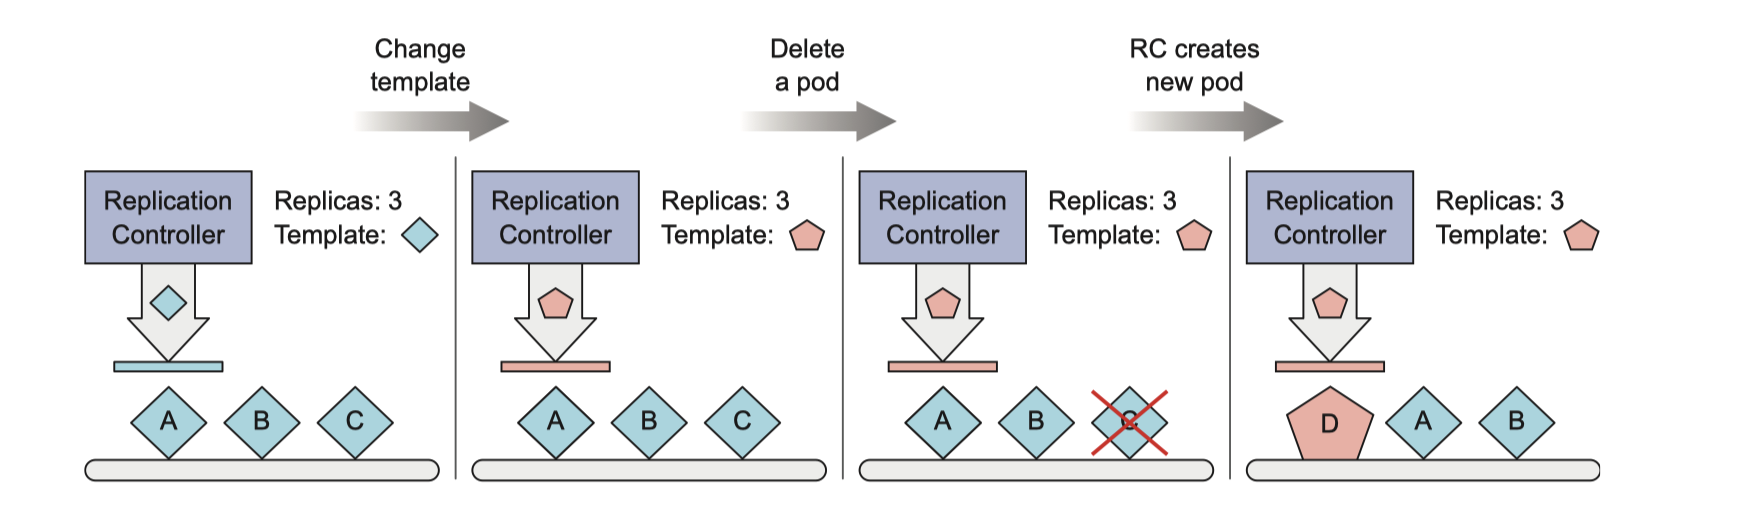 Change
template
Delete
a pod
RC creates
new pod
Replication
Controller
Replicas: 3
Template:
Replication
Controller
Replicas: 3
Template:
Replication
Controller
Replicas: 3
Template:
Replication
Controller
Replicas: 3
Template:
A B C
A B C
A B C
D A B